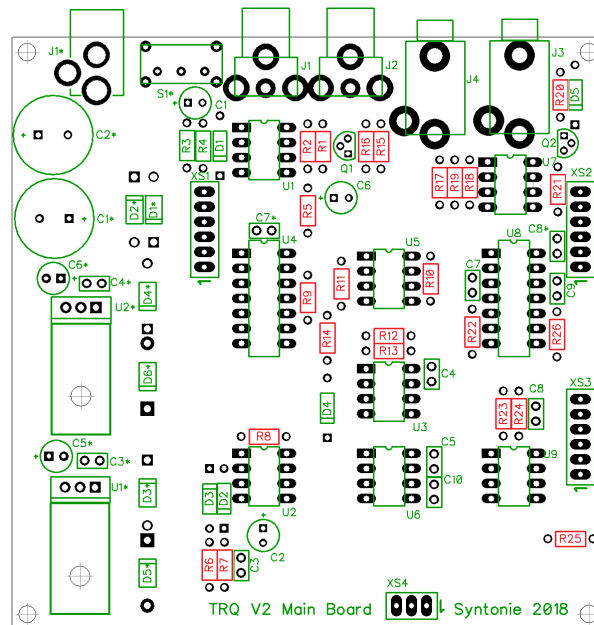 J1*
S1*
J1
J2
J4
J3
C1
R20
D5
C2*
R3
R4
D1
R2
R1
Q1
R16
R15
Q2
XS1
U1
R17
R19
R18
U7
XS2
C1*
D2*
D1*
R5
C6
R21
C7*
U4
U5
U8
C8*
C6*
C4*
D4*
R9
R11
R10
C7
C9
U2*
R14
R12
R13
R22
R26
D6*
D4
U3
C4
R23
R24
C8
XS3
C5*
C3*
R8
C5
U9
U1*
D3*
D3
D2
U2
U6
C10
D5*
R6
R7
C3
C2
R25
XS4
TRQ V2 Main Board
Syntonie 2018